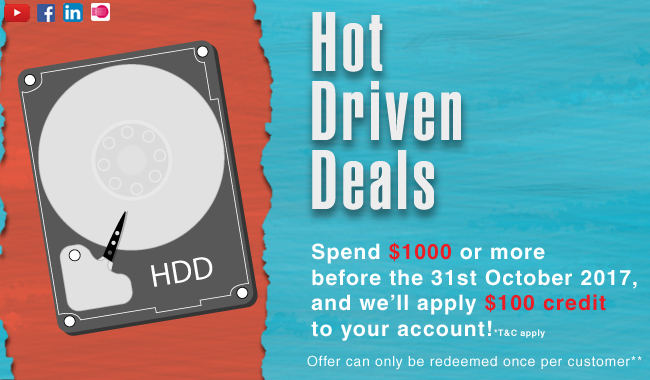 Hot
Driven
Deals
HDD
Spend $1000 or more
before the 31st October 2017,
and we'll apply $100 credit
to your account!*T&C apply
Offer can only be redeemed once per customer**
in